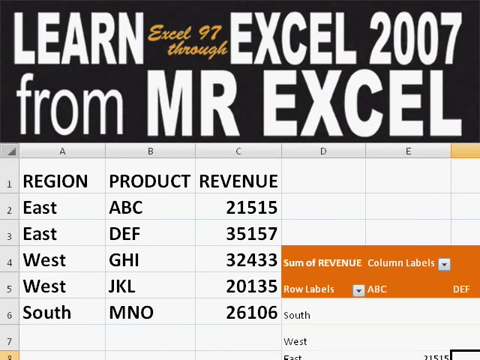 LEARN Excel 97 through EXCEL 2007
from MR EXCEL
A B C D E
1 REGION PRODUCT REVENUE
2 East ABC 21515
3 East DEF 35157
4 West GHI 32433 Sum of REVENUE Column Labels
5 West JKL 20135 Row Labels ABC DEF
6 South MNO 26106 South
7 West
8 East 21515